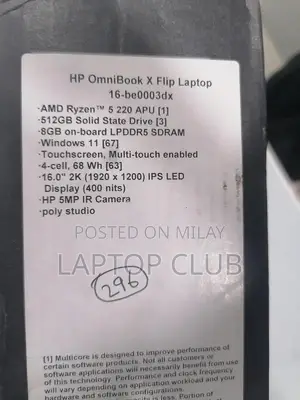 HP OmniBook X Flip Laptop
16-be0003dx
·AMD Ryzen™ 5 220 APU [1]
·512GB Solid State Drive [3]
·8GB on-board LPDDR5 SDRAM
·Windows 11 [67]
·Touchscreen, Multi-touch enabled
·4-cell, 68 Wh [63]
·16.0" 2K (1920 x 1200) IPS LED
Display (400 nits)
·HP 5MP IR Camera
·poly studio
POSTED ON MILAY
LAPTOP CLUB
296
[1] Multicore is designed to improve performance of
certain software products. Not all customers or
software applications will necessarily benefit from use
of this technology. Performance and clock frequency
will vary depending on application workload and your
hardware and software configurations.